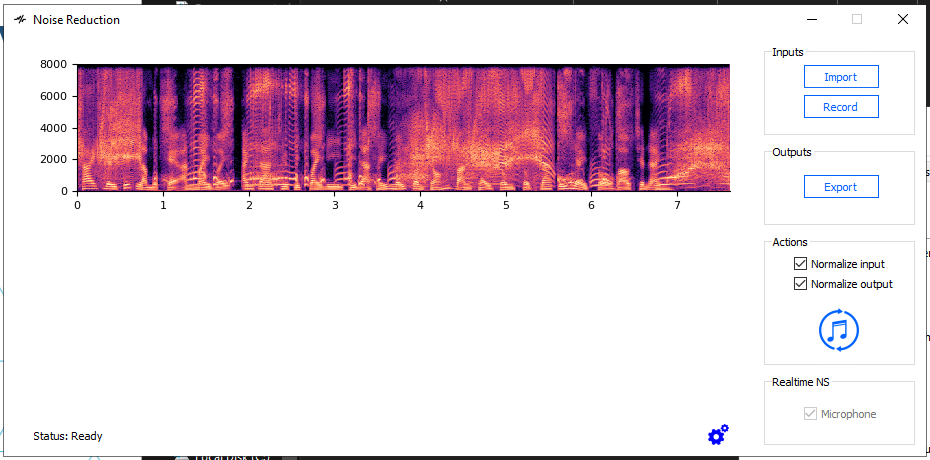 Noise Reduction
8000
6000
4000
2000
0
0 1 2 3 4 5 6 7
Inputs
Import
Record
Outputs
Export
Actions
Normalize input
Normalize output
Realtime NS
Microphone
Status: Ready